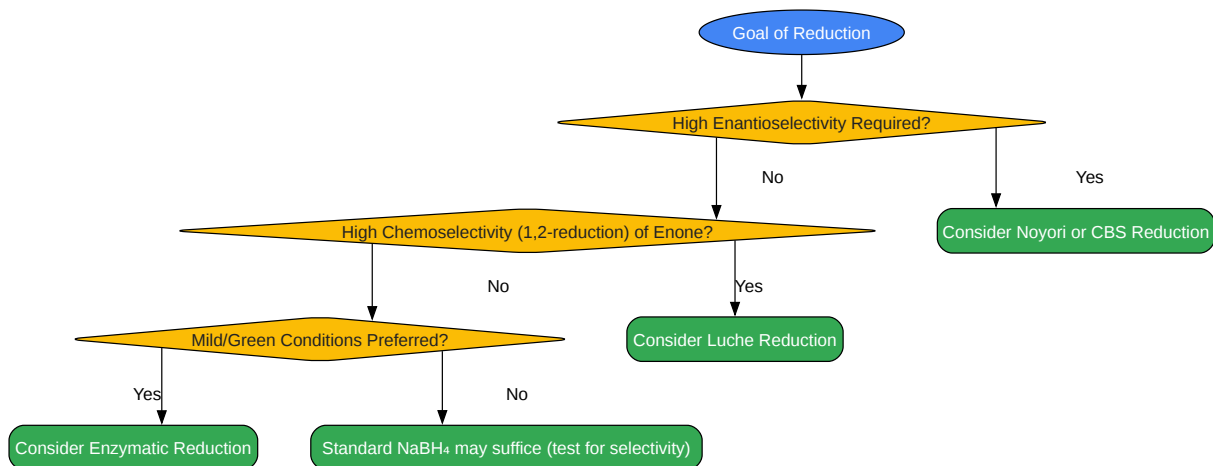 Goal of Reduction
High Enantioselectivity Required?
No
Yes
High Chemoselectivity (1,2-reduction) of Enone?
Consider Noyori or CBS Reduction
No
Yes
Mild/Green Conditions Preferred?
Consider Luche Reduction
Yes
No
Consider Enzymatic Reduction
Standard NaBH₄ may suffice (test for selectivity)